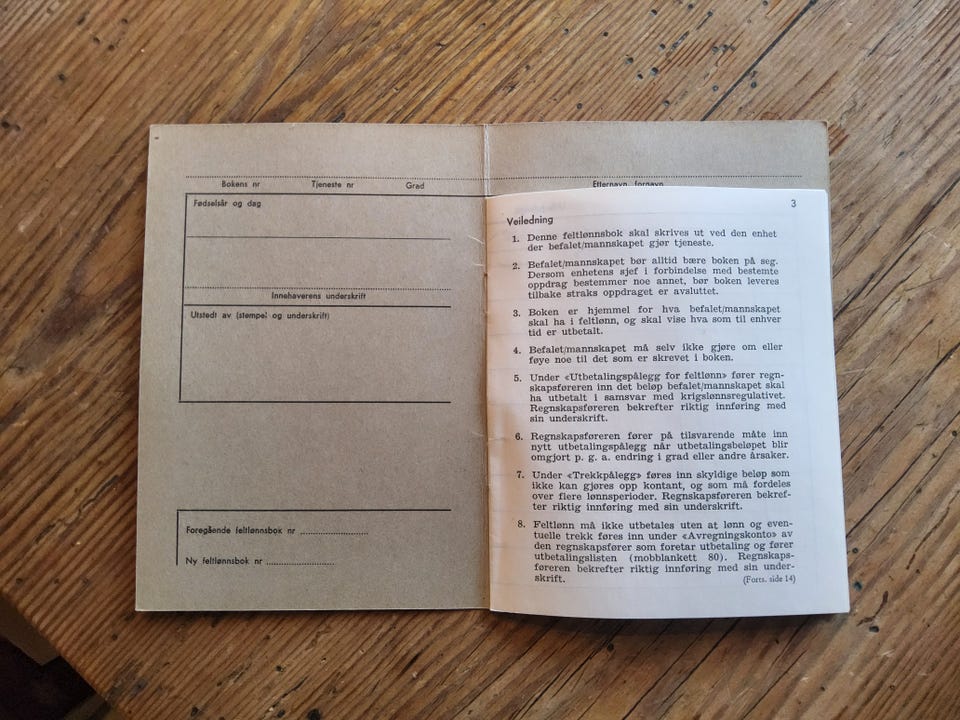 Bokens nr Tjeneste nr Grad Etternavn, fornavn
Fødselsår og dag
Innehaverens underskrift
Utstedt av (stempel og underskrift)
Foregående feltlønnsbok nr
Ny feltlønnsbok nr
3
Veiledning
1. Denne feltlønnsbok skal skrives ut ved den enhet
der befalet/mannskapet gjør tjeneste.
2. Befalet/mannskapet bør alltid bære boken på seg.
Dersom enhetens sjef i forbindelse med bestemte
oppdrag bestemmer noe annet, bør boken leveres
tilbake straks oppdraget er avsluttet.
3. Boken er hjemmel for hva befalet/mannskapet
skal ha i feltlønn, og skal vise hva som til enhver
tid er utbetalt.
4. Befalet/mannskapet må selv ikke gjøre om eller
føye noe til det som er skrevet i boken.
5. Under «Utbetalingspålegg for feltlønn» fører regn-
skapsføreren inn det beløp befalet/mannskapet skal
ha utbetalt i samsvar med krigslønnsregulativet.
Regnskapsføreren bekrefter riktig innføring med
sin underskrift.
6. Regnskapsføreren fører på tilsvarende måte inn
nytt utbetalingspålegg når utbetalingsbeløpet blir
omgjort p. g. a. endring i grad eller andre årsaker.
7. Under «Trekkpålegg» føres inn skyldige beløp som
ikke kan gjøres opp kontant, og som må fordeles
over flere lønnsperioder. Regnskapsføreren bekref-
ter riktig innføring med sin underskrift.
8. Feltlønn må ikke utbetales uten at lønn og even-
tuelle trekk føres inn under «Avregningskonto» av
den regnskapsfører som foretar utbetaling og fører
utbetalingslisten (mobblankett 80). Regnskaps-
føreren bekrefter riktig innføring med sin under-
skrift. (Forts. side 14)